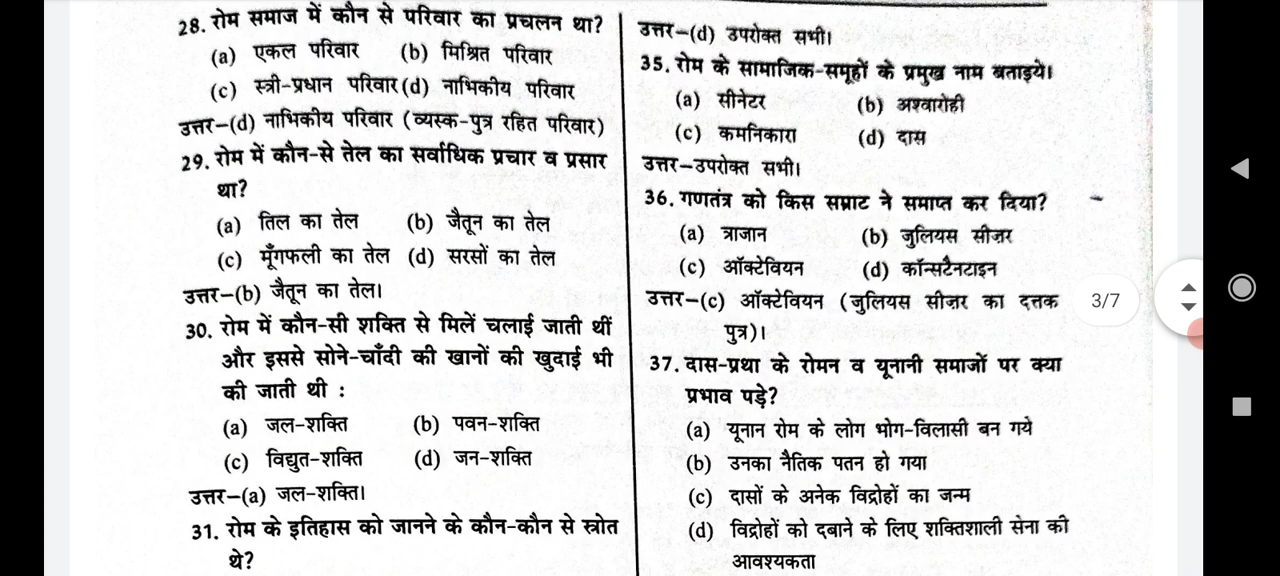 28. रोम समाज में कौन से परिवार का प्रचलन था?
(a) एकल परिवार (b) मिश्रित परिवार
(c) स्त्री-प्रधान परिवार (d) नाभिकीय परिवार
उत्तर-(d) नाभिकीय परिवार (व्यस्क-पुत्र रहित परिवार)
29. रोम में कौन-से तेल का सर्वाधिक प्रचार व प्रसार
था?
(a) तिल का तेल (b) जैतून का तेल
(c) मूँगफली का तेल (d) सरसों का तेल
उत्तर-(b) जैतून का तेल।
30. रोम में कौन-सी शक्ति से मिलें चलाई जाती थीं
और इससे सोने-चाँदी की खानों की खुदाई भी
की जाती थी :
(a) जल-शक्ति (b) पवन-शक्ति
(c) विद्युत-शक्ति (d) जन-शक्ति
उत्तर-(a) जल-शक्ति।
31. रोम के इतिहास को जानने के कौन-कौन से स्त्रोत
थे?
उत्तर-(d) उपरोक्त सभी।
35. रोम के सामाजिक-समूहों के प्रमुख नाम बताइये।
(a) सीनेटर (b) अश्वारोही
(c) कमनिकारा (d) दास
उत्तर-उपरोक्त सभी।
36. गणतंत्र को किस सम्राट ने समाप्त कर दिया?
(a) त्राजान (b) जुलियस सीज़र
(c) ऑक्टेवियन (d) कॉन्सटैनटाइन
उत्तर-(c) ऑक्टेवियन (जुलियस सीज़र का दत्तक
पुत्र)।
37. दास-प्रथा के रोमन व यूनानी समाजों पर क्या
प्रभाव पड़े?
(a) यूनान रोम के लोग भोग-विलासी बन गये
(b) उनका नैतिक पतन हो गया
(c) दासों के अनेक विद्रोहों का जन्म
(d) विद्रोहों को दबाने के लिए शक्तिशाली सेना की
आवश्यकता
3/7